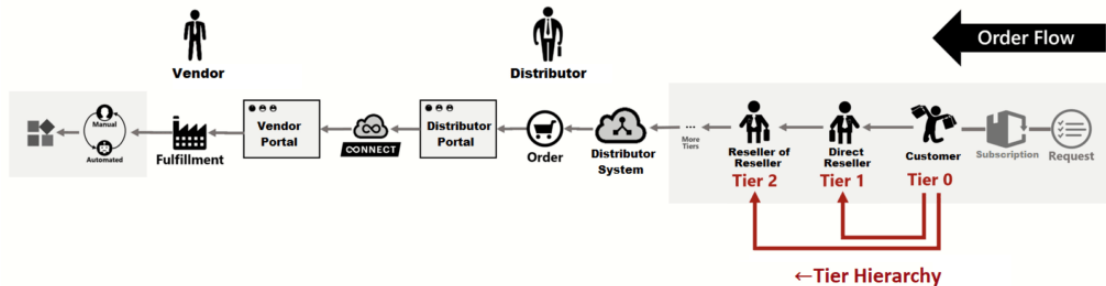 Order Flow
Vendor
Distributor
Manual
Automated
Fulfillment
Vendor
Portal
CONNECT
Distributor
Portal
Order
Distributor
System
...
More
Tiers
Reseller of
Reseller
Tier 2
Direct
Reseller
Tier 1
Customer
Tier 0
Subscription
Request
←Tier Hierarchy